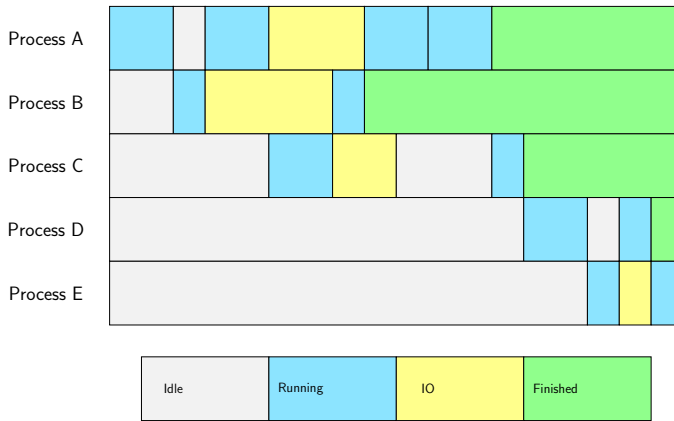 Process A
Process B
Process C
Process D
Process E
Idle Running IO Finished